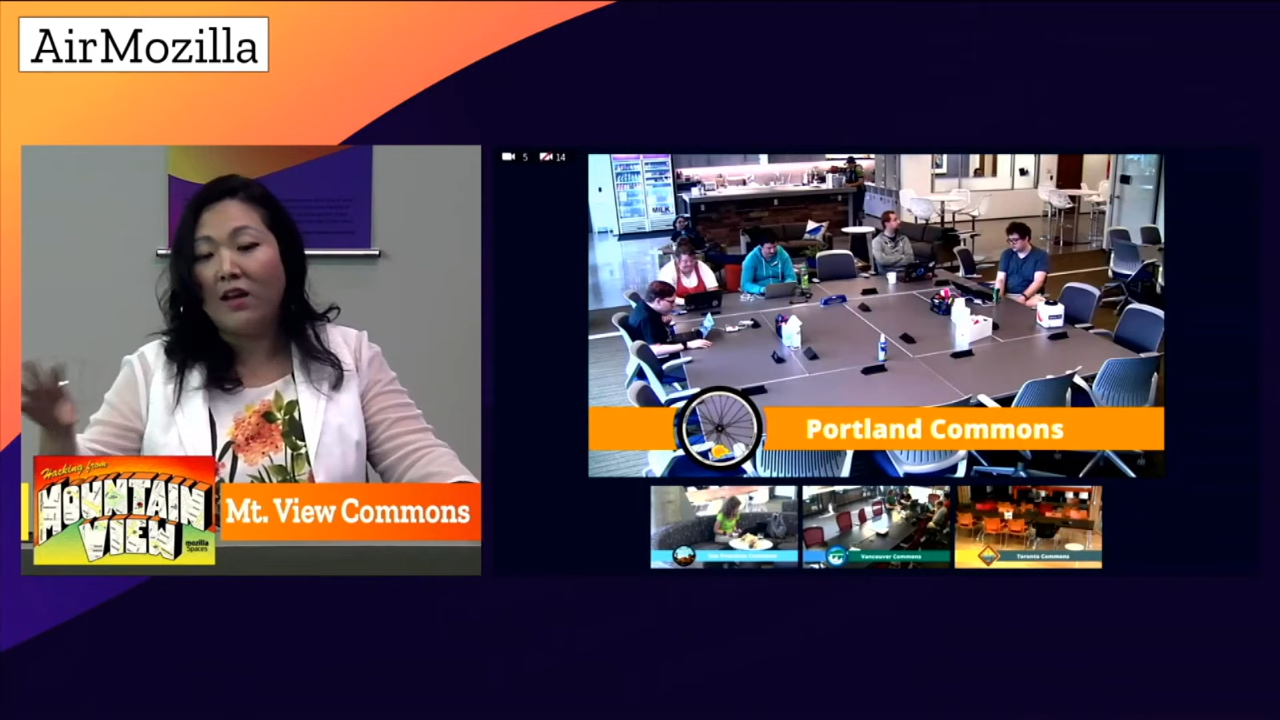 AirMozilla
5
14
MILK
Portland Commons
Hacking from
MOUNTAIN
VIEW
mozilla
Spaces
Mt. View Commons
Vancouver Commons
Toronto Commons